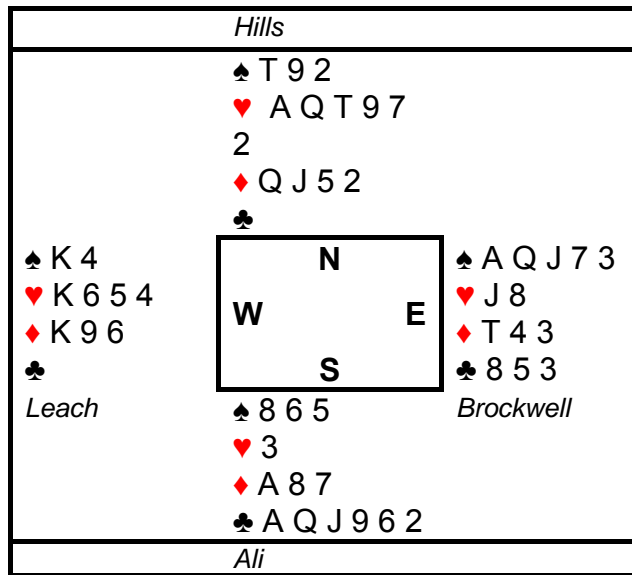 Hills
♠ T 9 2
♥ A Q T 9 7
2
♦ Q J 5 2
♣
♠ K 4
♥ K 6 5 4
♦ K 9 6
♣
Leach
N
W E
S
♠ A Q J 7 3
♥ J 8
♦ T 4 3
♣ 8 5 3
Brockwell
♠ 8 6 5
♥ 3
♦ A 8 7
♣ A Q J 9 6 2
Ali